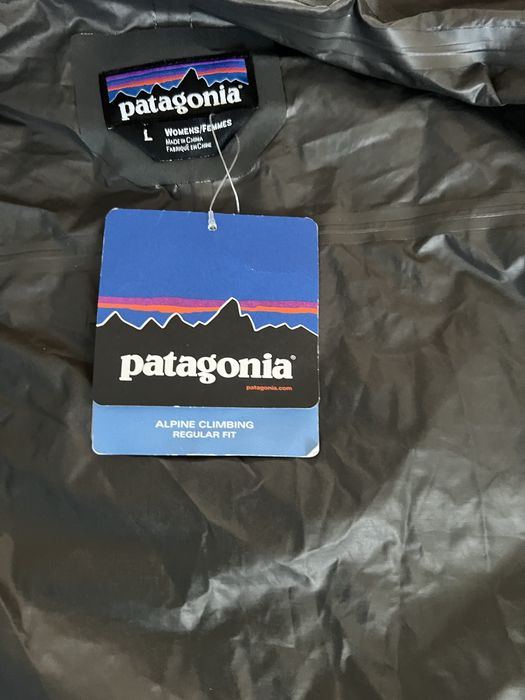 patagonia®
L WOMENS/FEMMES
MADE IN CHINA
FABRIQUÉ EN CHINE
patagonia®
patagonia.com
ALPINE CLIMBING
REGULAR FIT